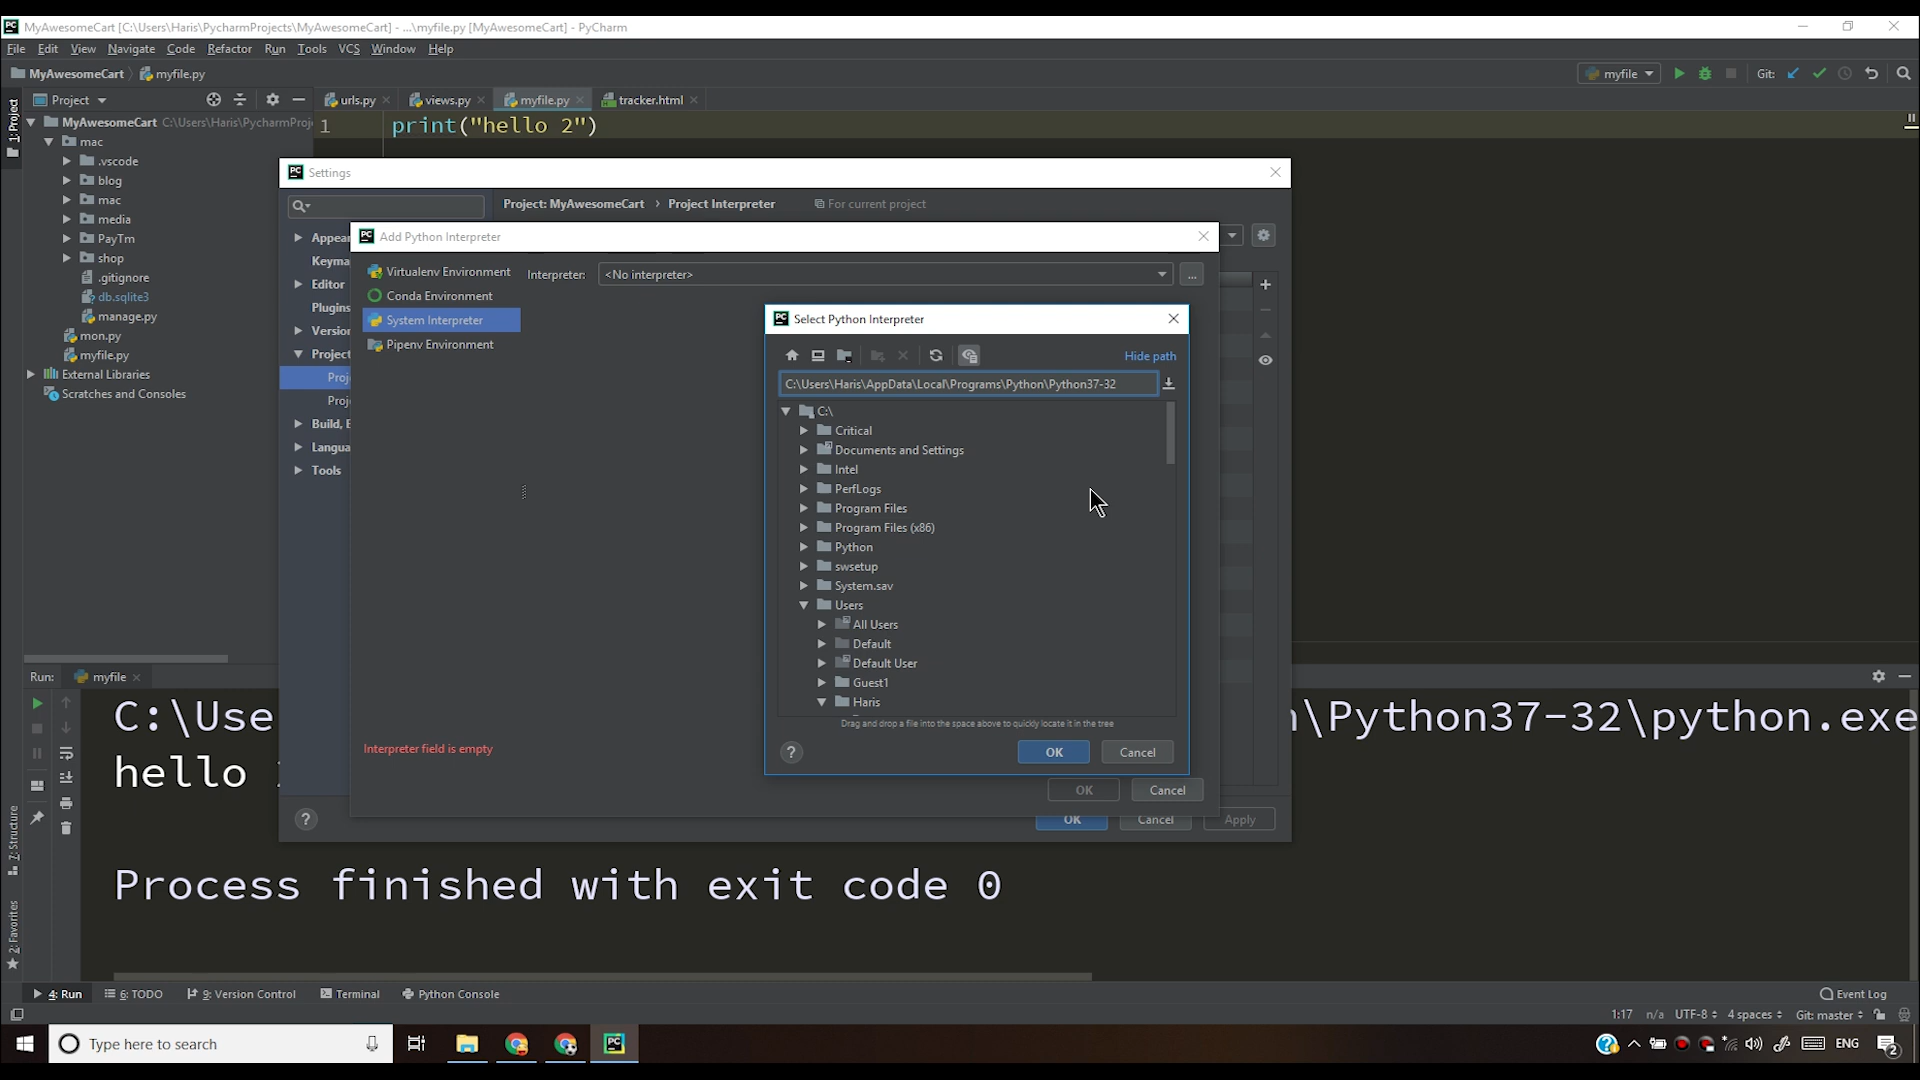 MyAwesomeCart [C:\Users\Haris\PycharmProjects\MyAwesomeCart] - ...\myfile.py [MyAwesomeCart] - PyCharm
File Edit View Navigate Code Refactor Run Tools VCS Window Help
MyAwesomeCart myfile.py myfile Git:
1: Project
Project urls.py views.py myfile.py tracker.html
MyAwesomeCart C:\Users\Haris\PycharmProj
1 print("hello 2")
mac
.vscode
blog
mac
media
PayTm
shop
.gitignore
db.sqlite3
manage.py
mon.py
myfile.py
External Libraries
Scratches and Consoles
Settings
Project: MyAwesomeCart › Project Interpreter For current project
Appea
Keyma
Editor
Plugins
Version
Project
Proj
Proj
Build, E
Langua
Tools
Add Python Interpreter
Virtualenv Environment
Conda Environment
System Interpreter
Pipenv Environment
Interpreter: <No interpreter> ...
Select Python Interpreter
Hide path
C:\Users\Haris\AppData\Local\Programs\Python\Python37-32
C:\
Critical
Documents and Settings
Intel
PerfLogs
Program Files
Program Files (x86)
Python
swsetup
System.sav
Users
All Users
Default
Default User
Guest1
Haris
Drag and drop a file into the space above to quickly locate it in the tree
? OK Cancel
Interpreter field is empty
OK Cancel
? OK Cancel Apply
Run: myfile
C:\Use n\Python37-32\python.exe
hello
Process finished with exit code 0
7: Structure
2: Favorites
4: Run 6: TODO 9: Version Control Terminal Python Console Event Log
1:17 n/a UTF-8 4 spaces Git: master
Type here to search ENG 2